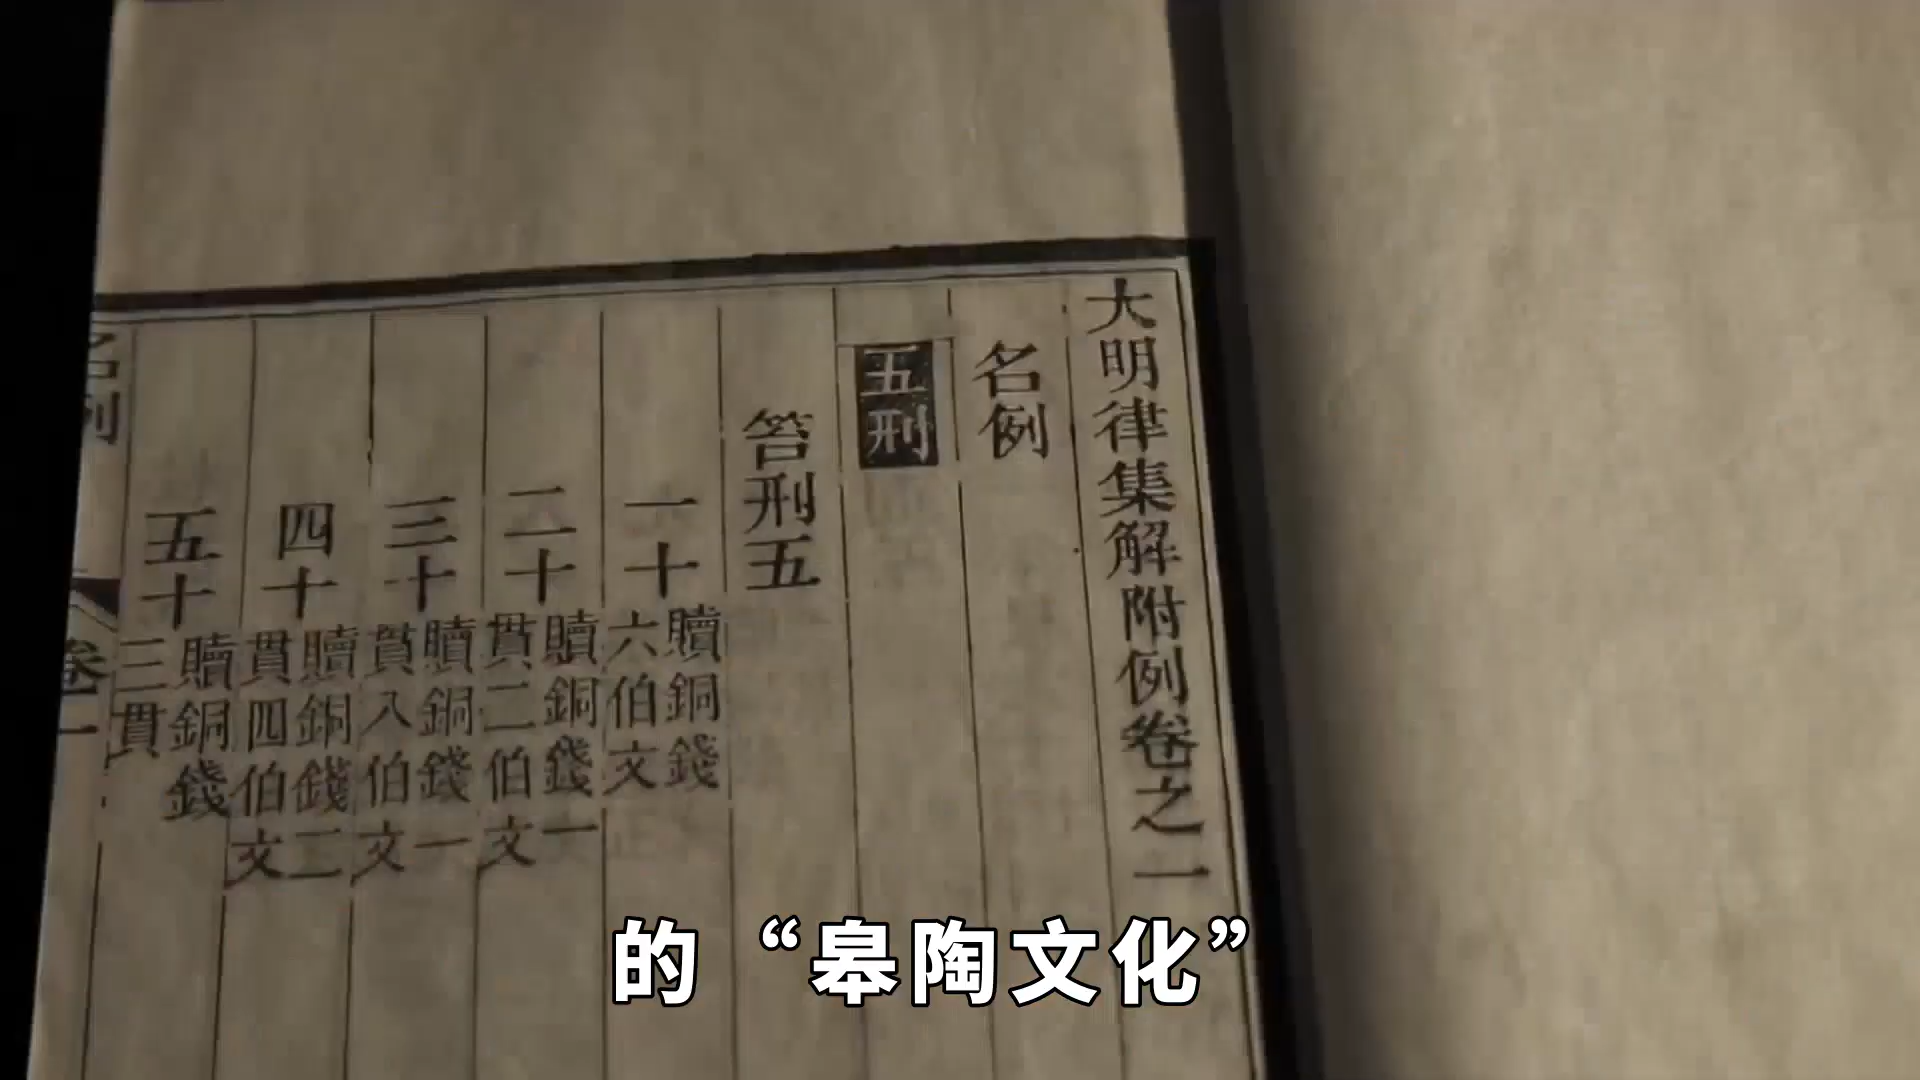 大明律集解附例卷之一
名例
五刑
笞刑五
一十 贖銅錢
六伯文
二十 贖銅錢一
貫二伯文
三十 贖銅錢一
貫八伯文
四十 贖銅錢二
貫四伯文
五十 贖銅錢
三貫
名例
卷一
的“皋陶文化”